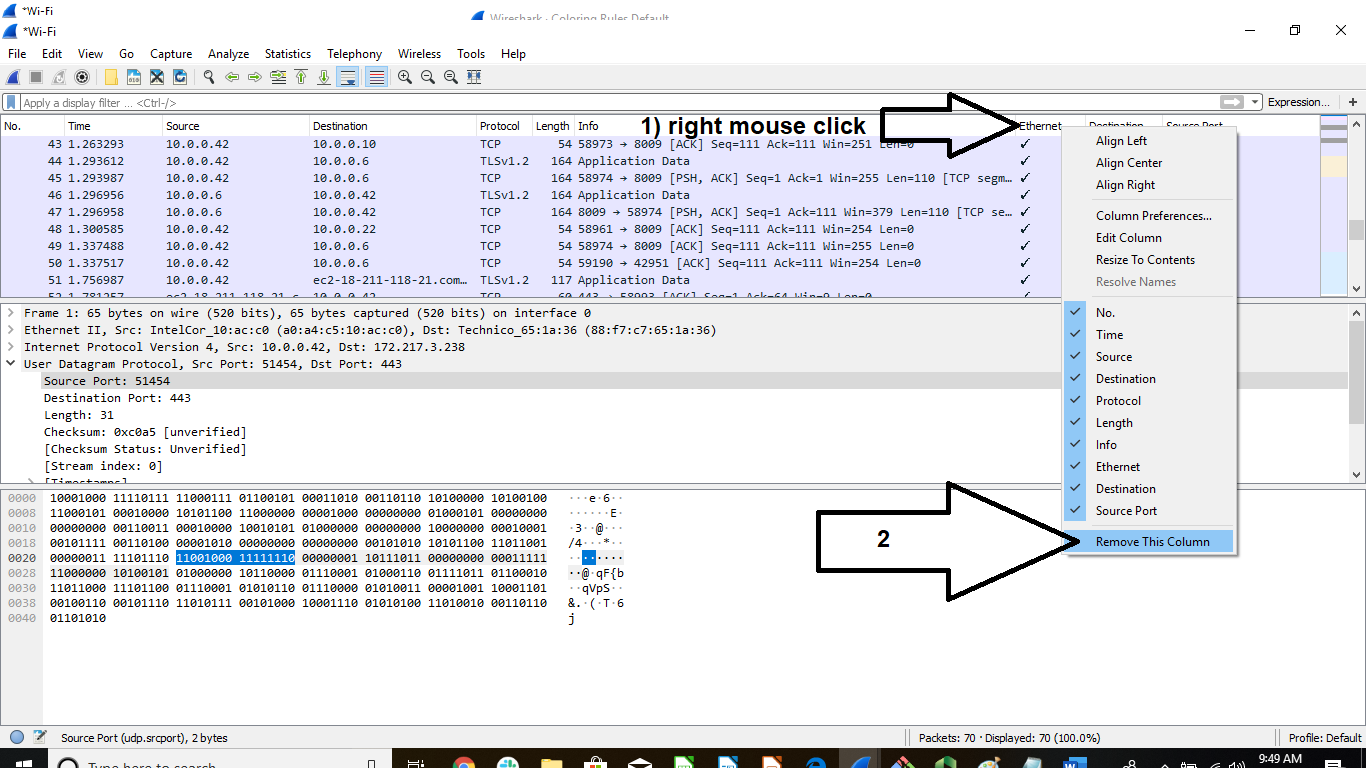 *Wi-Fi
Wireshark · Coloring Rules Default
*Wi-Fi
File Edit View Go Capture Analyze Statistics Telephony Wireless Tools Help
Apply a display filter ... <Ctrl-/> Expression... +
No. Time Source Destination Protocol Length Info 1) right mouse click Ethernet Destination Source Port
43 1.263293 10.0.0.42 10.0.0.10 TCP 54 58973 → 8009 [ACK] Seq=111 Ack=111 Win=251 Len=0 ✓
44 1.293612 10.0.0.42 10.0.0.6 TLSv1.2 164 Application Data ✓
45 1.293987 10.0.0.42 10.0.0.6 TCP 164 58974 → 8009 [PSH, ACK] Seq=1 Ack=1 Win=255 Len=110 [TCP segm… ✓
46 1.296956 10.0.0.6 10.0.0.42 TLSv1.2 164 Application Data ✓
47 1.296958 10.0.0.6 10.0.0.42 TCP 164 8009 → 58974 [PSH, ACK] Seq=1 Ack=111 Win=379 Len=110 [TCP se… ✓
48 1.300585 10.0.0.42 10.0.0.22 TCP 54 58961 → 8009 [ACK] Seq=111 Ack=111 Win=254 Len=0 ✓
49 1.337488 10.0.0.42 10.0.0.6 TCP 54 58974 → 8009 [ACK] Seq=111 Ack=111 Win=255 Len=0 ✓
50 1.337517 10.0.0.42 10.0.0.6 TCP 54 59190 → 42951 [ACK] Seq=111 Ack=111 Win=254 Len=0 ✓
51 1.756987 10.0.0.42 ec2-18-211-118-21.com… TLSv1.2 117 Application Data ✓
52 1.781257 ec2-18-211-118-21.c… 10.0.0.42 TCP 60 443 → 58993 [ACK] Seq=1 Ack=64 Win=9 Len=0
Align Left
Align Center
Align Right
Column Preferences...
Edit Column
Resize To Contents
Resolve Names
No.
Time
Source
Destination
Protocol
Length
Info
Ethernet
Destination
Source Port
Remove This Column
Frame 1: 65 bytes on wire (520 bits), 65 bytes captured (520 bits) on interface 0
Ethernet II, Src: IntelCor_10:ac:c0 (a0:a4:c5:10:ac:c0), Dst: Technico_65:1a:36 (88:f7:c7:65:1a:36)
Internet Protocol Version 4, Src: 10.0.0.42, Dst: 172.217.3.238
User Datagram Protocol, Src Port: 51454, Dst Port: 443
Source Port: 51454
Destination Port: 443
Length: 31
Checksum: 0xc0a5 [unverified]
[Checksum Status: Unverified]
[Stream index: 0]
[Timestamps]
2
0000 10001000 11110111 11000111 01100101 00011010 00110110 10100000 10100100 ···e·6··
0008 11000101 00010000 10101100 11000000 00001000 00000000 01000101 00000000 ······E·
0010 00000000 00110011 00010000 10010101 01000000 00000000 10000000 00010001 ·3··@···
0018 00101111 00110100 00001010 00000000 00000000 00101010 10101100 11011001 /4···*··
0020 00000011 11101110 11001000 11111110 00000001 10111011 00000000 00011111 ········
0028 11000000 10100101 01000000 10110000 01110001 01000110 01111011 01100010 ··@·qF{b
0030 11011000 11101100 01110001 01010110 01110000 01010011 00001001 10001101 ··qVpS··
0038 00100110 00101110 11010111 00101000 10001110 01010100 11010010 00110110 &.·(·T·6
0040 01101010 j
Source Port (udp.srcport), 2 bytes Packets: 70 · Displayed: 70 (100.0%) Profile: Default
Type here to search
9:49 AM